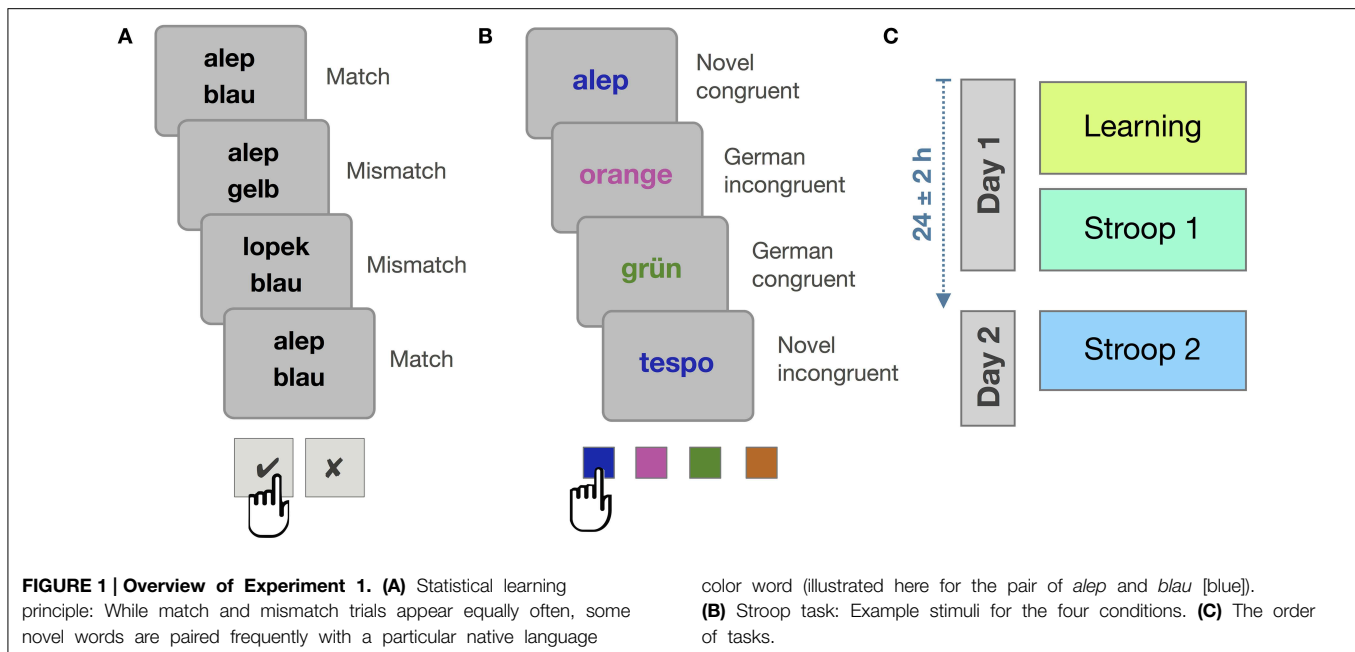 A
alep
blau
Match
alep
gelb
Mismatch
lopek
blau
Mismatch
alep
blau
Match
✔ ✘
B
alep
Novel
congruent
orange
German
incongruent
grün
German
congruent
tespo
Novel
incongruent
C
24 ± 2 h
Day 1
Learning
Stroop 1
Day 2
Stroop 2
FIGURE 1 | Overview of Experiment 1. (A) Statistical learning
principle: While match and mismatch trials appear equally often, some
novel words are paired frequently with a particular native language
color word (illustrated here for the pair of alep and blau [blue]).
(B) Stroop task: Example stimuli for the four conditions. (C) The order
of tasks.